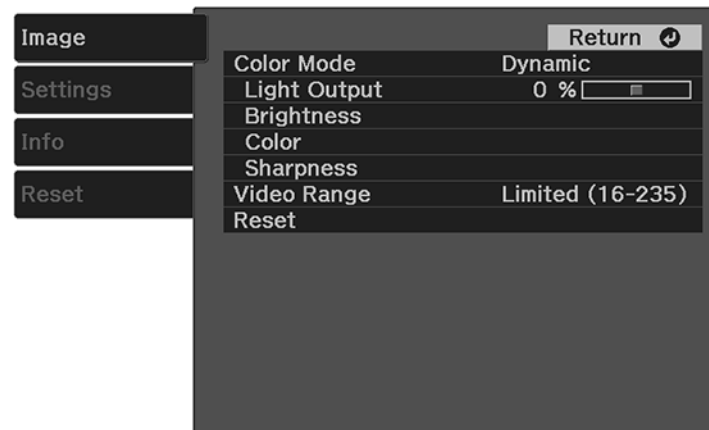 Image
Settings
Info
Reset
Return
Color Mode Dynamic
Light Output 0 %
Brightness
Color
Sharpness
Video Range Limited (16-235)
Reset